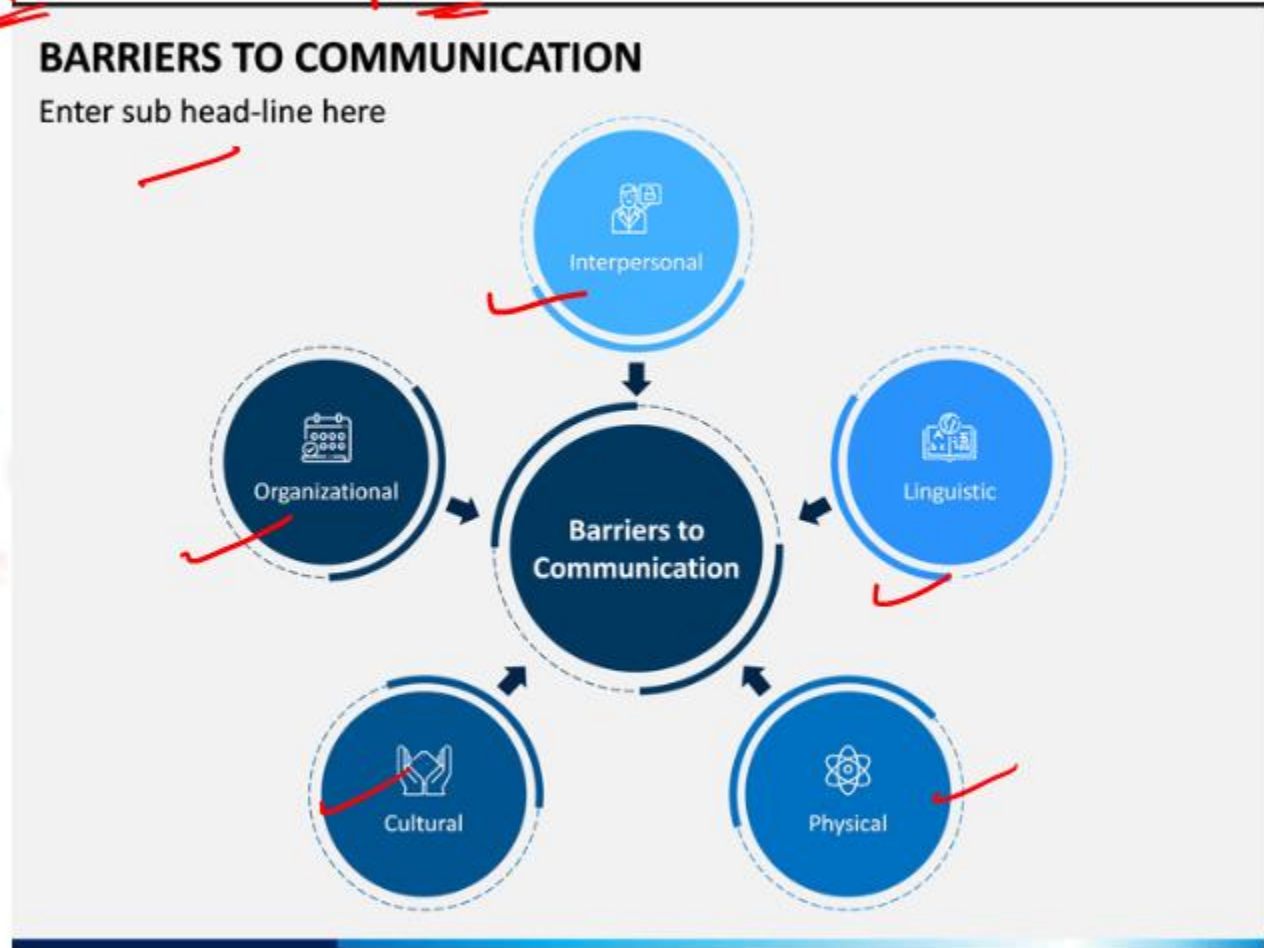 BARRIERS TO COMMUNICATION
Enter sub head-line here
Interpersonal
Organizational
Linguistic
Barriers to
Communication
Cultural
Physical